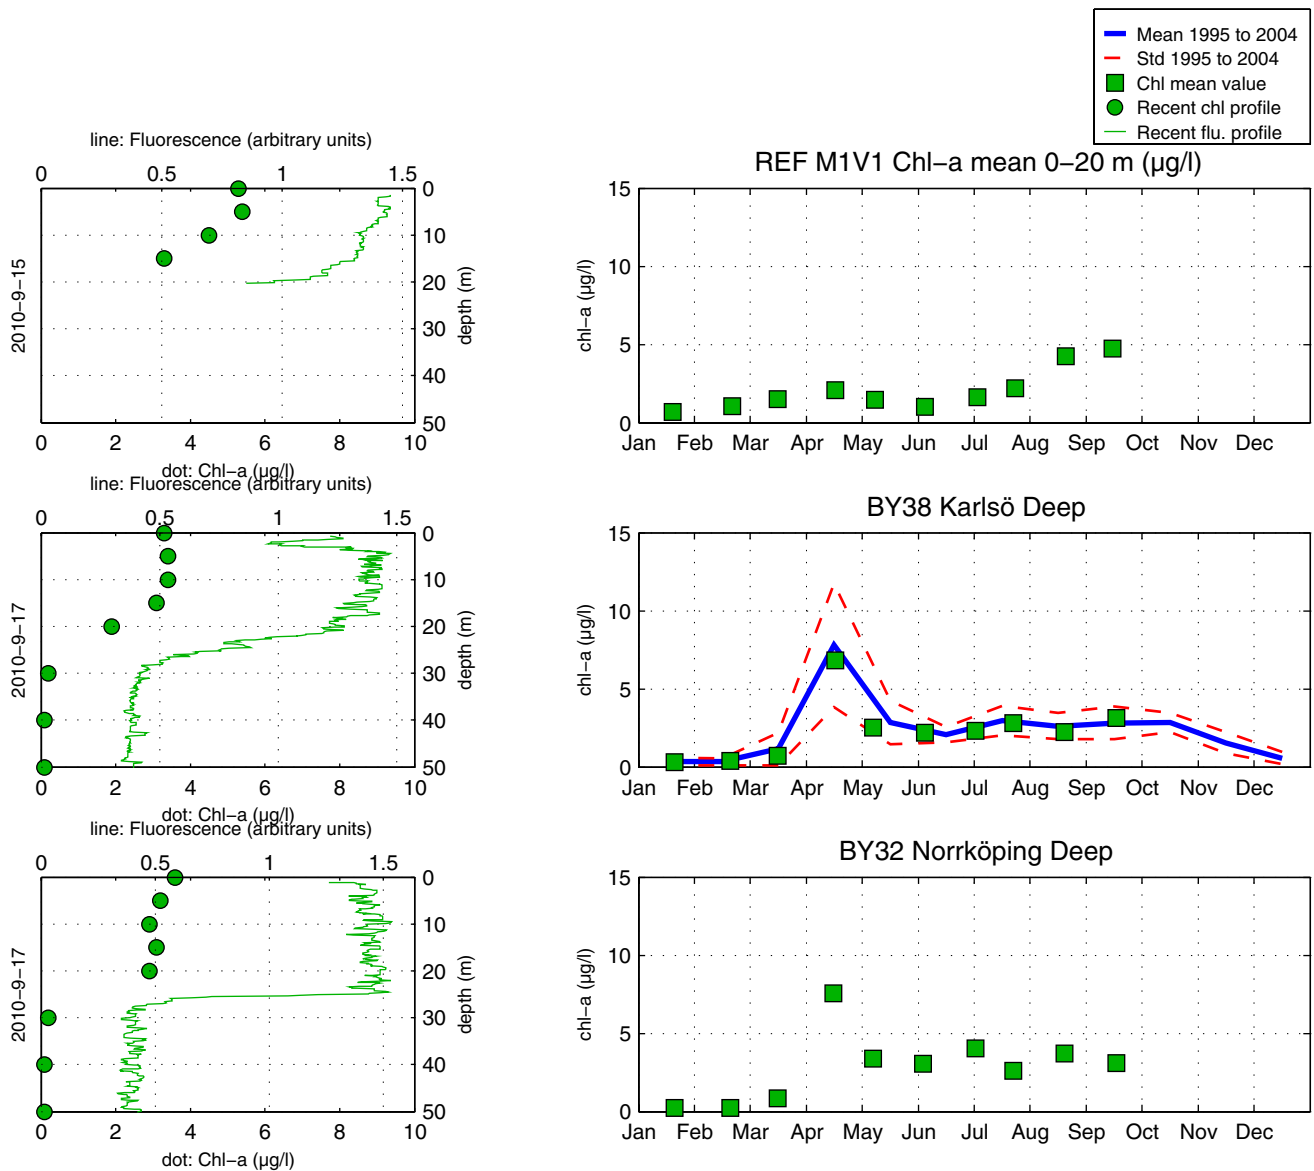 Mean 1995 to 2004
Std 1995 to 2004
Chl mean value
Recent chl profile
Recent flu. profile
line: Fluorescence (arbitrary units)
0 0.5 1 1.5
0
10
20
30
40
50
depth (m)
2010-9-15
0 2 4 6 8 10
dot: Chl-a (µg/l)
REF M1V1 Chl-a mean 0-20 m (µg/l)
15
10
5
0
chl-a (µg/l)
Jan Feb Mar Apr May Jun Jul Aug Sep Oct Nov Dec
line: Fluorescence (arbitrary units)
0 0.5 1 1.5
0
10
20
30
40
50
depth (m)
2010-9-17
0 2 4 6 8 10
dot: Chl-a (µg/l)
BY38 Karlsö Deep
15
10
5
0
chl-a (µg/l)
Jan Feb Mar Apr May Jun Jul Aug Sep Oct Nov Dec
line: Fluorescence (arbitrary units)
0 0.5 1 1.5
0
10
20
30
40
50
depth (m)
2010-9-17
0 2 4 6 8 10
dot: Chl-a (µg/l)
BY32 Norrköping Deep
15
10
5
0
chl-a (µg/l)
Jan Feb Mar Apr May Jun Jul Aug Sep Oct Nov Dec